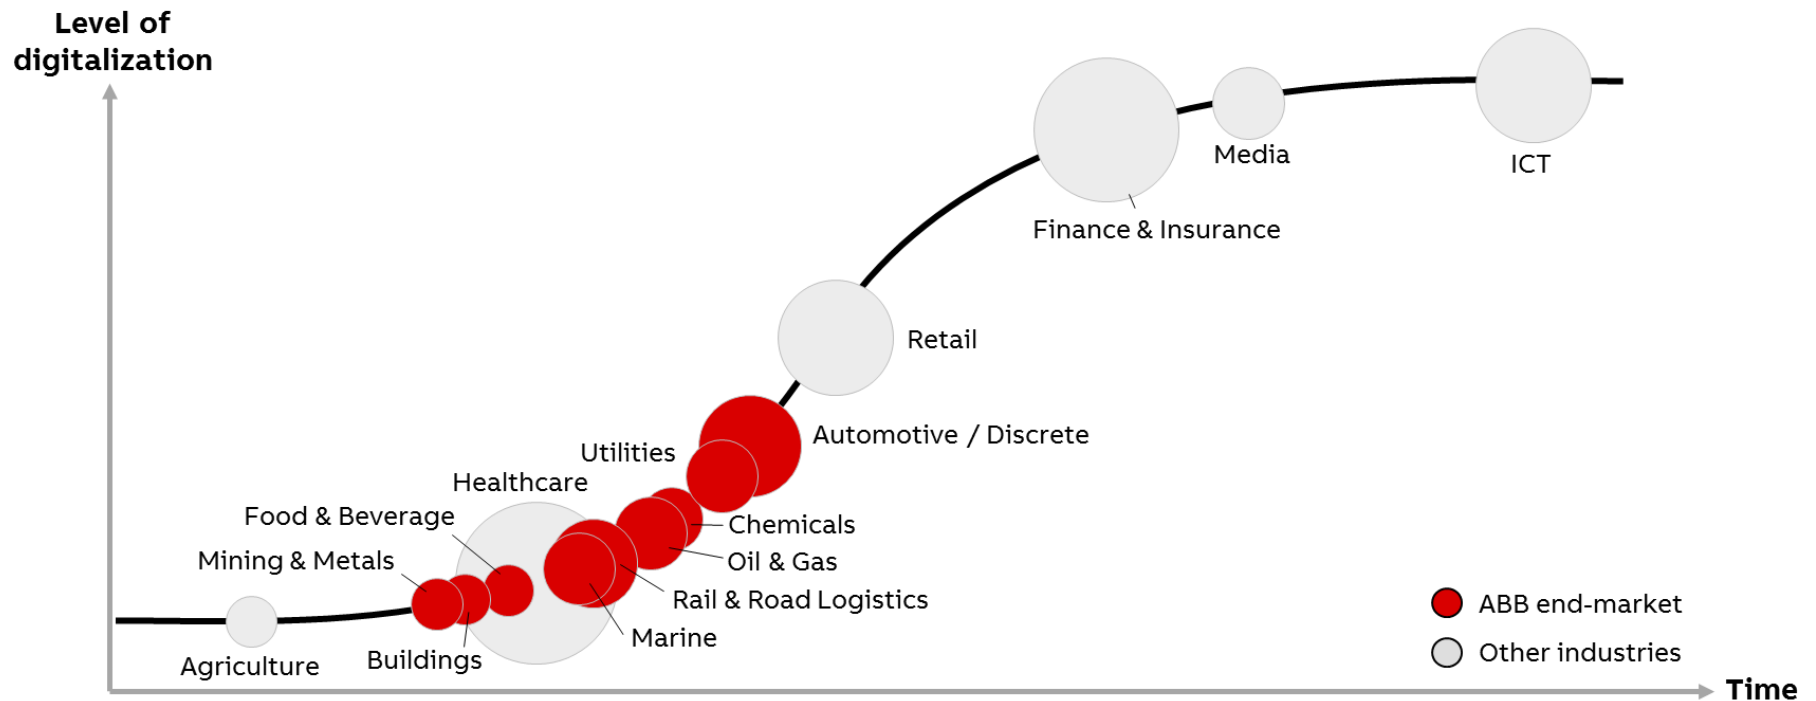 Level of
digitalization
Media
ICT
Finance & Insurance
Retail
Automotive / Discrete
Utilities
Healthcare
Food & Beverage
Chemicals
Mining & Metals
Oil & Gas
Rail & Road Logistics
Marine
Buildings
Agriculture
ABB end-market
Other industries
Time